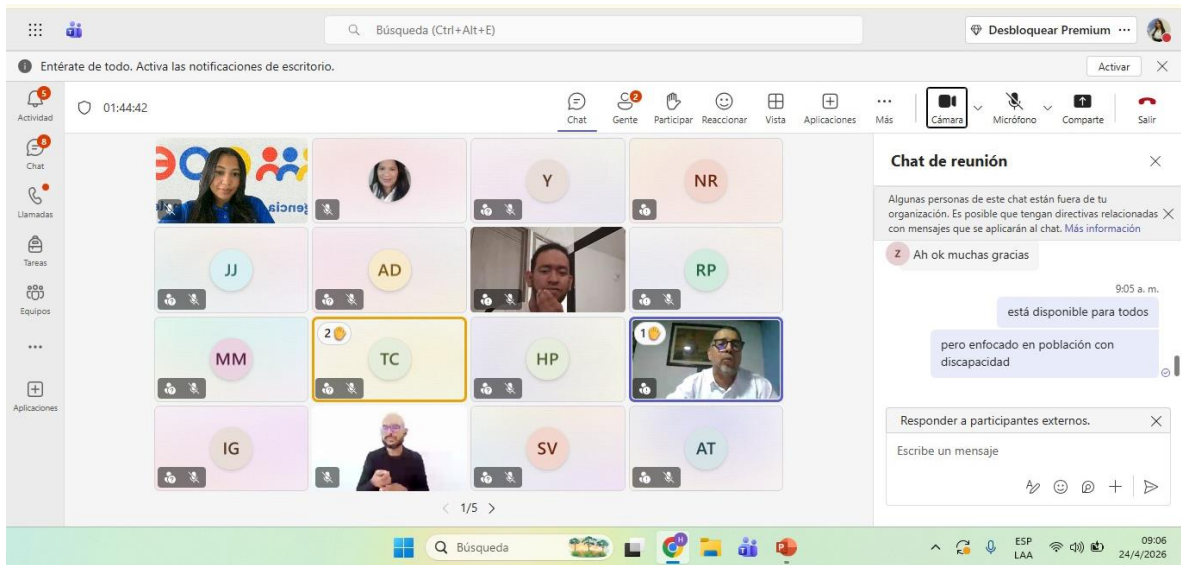 Búsqueda (Ctrl+Alt+E)
Desbloquear Premium
Entérate de todo. Activa las notificaciones de escritorio.
Activar
5
Actividad
8
Chat
Llamadas
Tareas
Equipos
Aplicaciones
01:44:42
Chat
2
Gente
Participar
Reaccionar
Vista
Aplicaciones
Más
Cámara
Micrófono
Comparte
Salir
Y
NR
JJ
AD
RP
MM
2
TC
HP
1
IG
SV
AT
1/5
Chat de reunión
Algunas personas de este chat están fuera de tu
organización. Es posible que tengan directivas relacionadas
con mensajes que se aplicarán al chat. Más información
Z
Ah ok muchas gracias
9:05 a. m.
está disponible para todos
pero enfocado en población con
discapacidad
Responder a participantes externos.
Escribe un mensaje
Búsqueda
ESP
LAA
09:06
24/4/2026